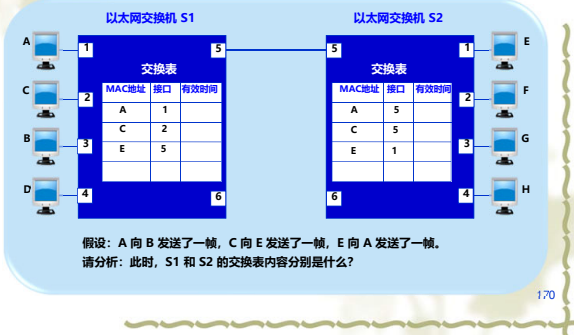 以太网交换机 S1
以太网交换机 S2
A 1 5 5 1 E
交换表
交换表
MAC地址 接口 有效时间
MAC地址 接口 有效时间
C 2 2 F
A 1
A 5
C 2
C 5
B 3 3 G
E 5
E 1
D 4 6 6 4 H
假设：A 向 B 发送了一帧，C 向 E 发送了一帧，E 向 A 发送了一帧。
请分析：此时，S1 和 S2 的交换表内容分别是什么？
170